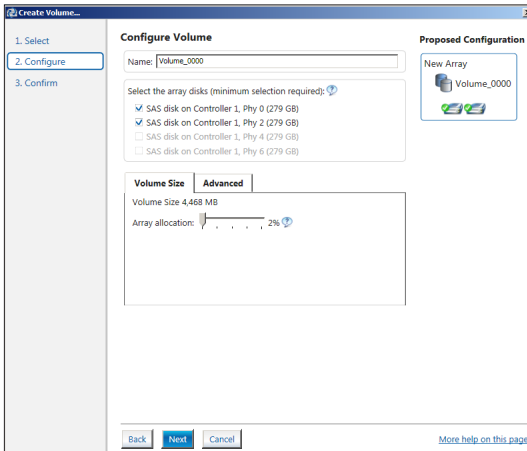 Create Volume...
1. Select
2. Configure
3. Confirm
Configure Volume
Name: Volume_0000
Select the array disks (minimum selection required):
SAS disk on Controller 1, Phy 0 (279 GB)
SAS disk on Controller 1, Phy 2 (279 GB)
SAS disk on Controller 1, Phy 4 (279 GB)
SAS disk on Controller 1, Phy 6 (279 GB)
Volume Size Advanced
Volume Size 4,468 MB
Array allocation: 2%
Proposed Configuration
New Array
Volume_0000
Back Next Cancel
More help on this page